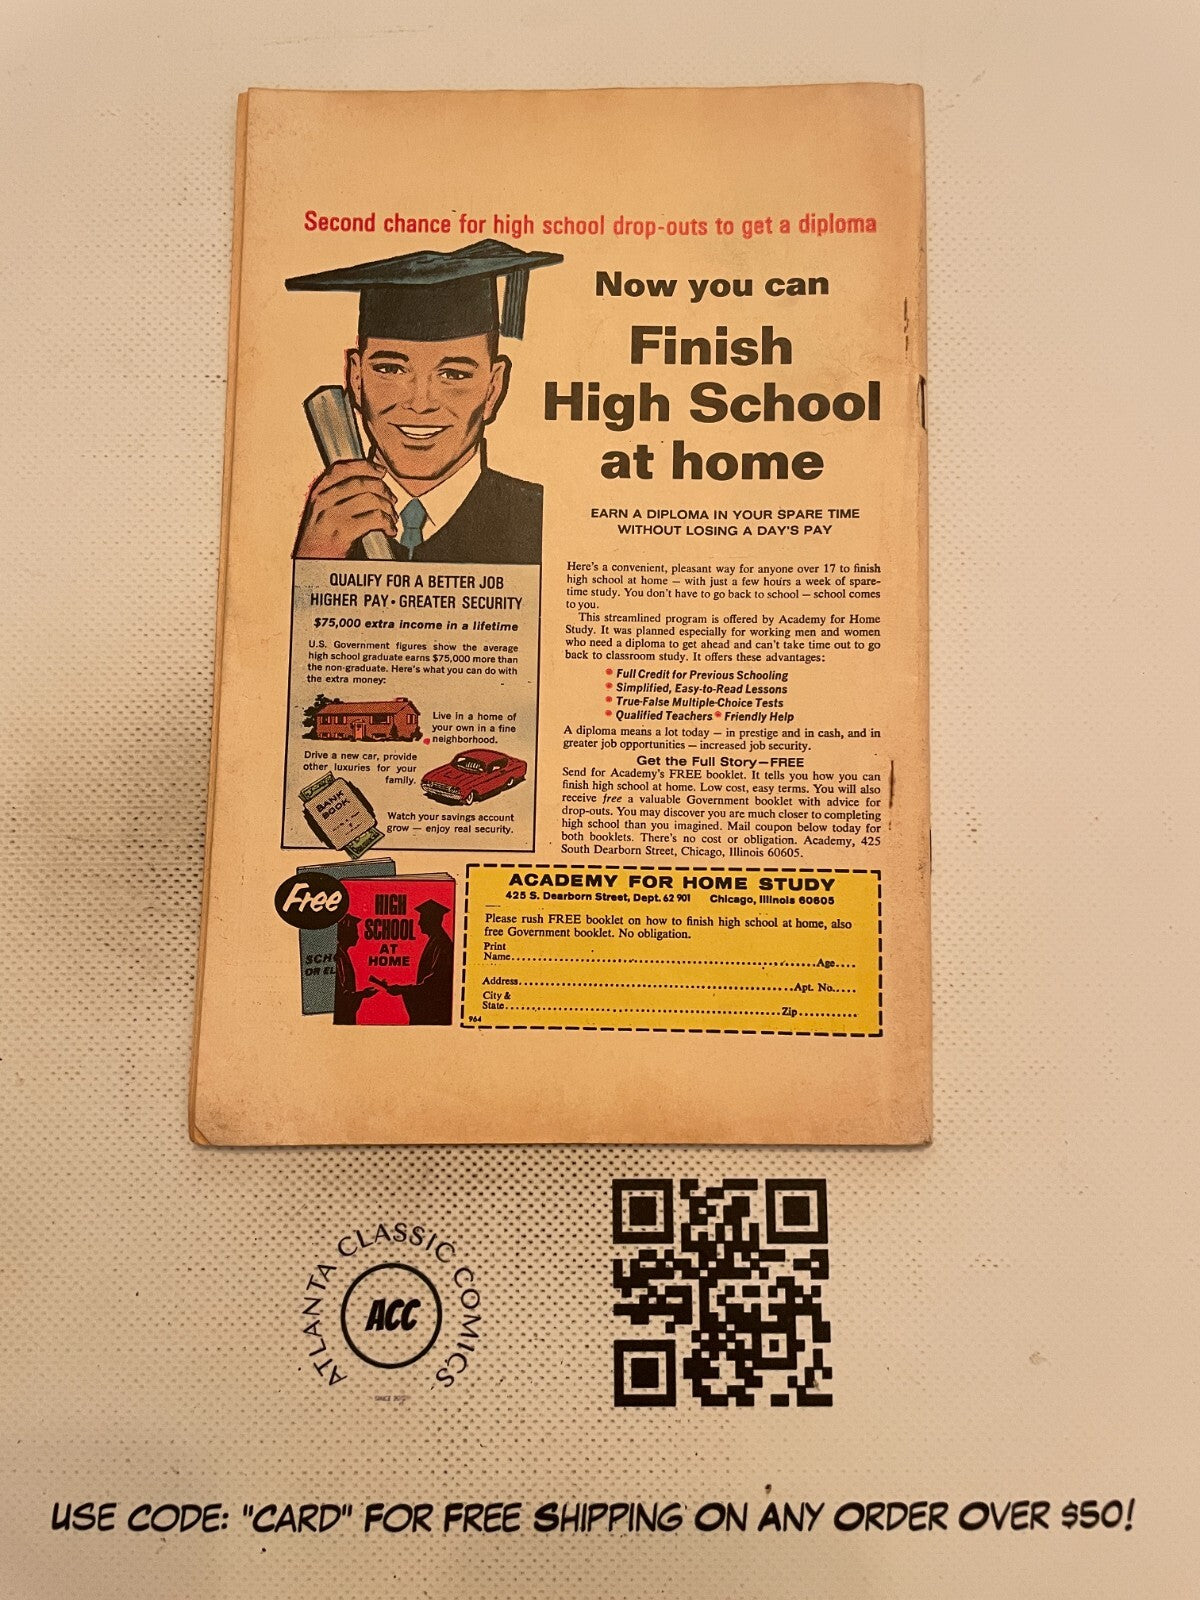 Second chance for high school drop-outs to get a diploma
Now you can
Finish
High School
at home
EARN A DIPLOMA IN YOUR SPARE TIME
WITHOUT LOSING A DAY'S PAY
Here's a convenient, pleasant way for anyone over 17 to finish
high school at home — with just a few hours a week of spare-
time study. You don't have to go back to school — school comes
to you.
This streamlined program is offered by Academy for Home
Study. It was planned especially for working men and women
who need a diploma to get ahead and can't take time out to go
back to classroom study. It offers these advantages:
• Full Credit for Previous Schooling
• Simplified, Easy-to-Read Lessons
• True-False Multiple-Choice Tests
• Qualified Teachers • Friendly Help
A diploma means a lot today — in prestige and in cash, and in
greater job opportunities — increased job security.
Get the Full Story—FREE
Send for Academy's FREE booklet. It tells you how you can
finish high school at home. Low cost, easy terms. You will also
receive free a valuable Government booklet with advice for
drop-outs. You may discover you are much closer to completing
high school than you imagined. Mail coupon below today for
both booklets. There's no cost or obligation. Academy, 425
South Dearborn Street, Chicago, Illinois 60605.
QUALIFY FOR A BETTER JOB
HIGHER PAY • GREATER SECURITY
$75,000 extra income in a lifetime
U.S. Government figures show the average
high school graduate earns $75,000 more than
the non-graduate. Here's what you can do with
the extra money:
Live in a home of
your own in a fine
neighborhood.
Drive a new car, provide
other luxuries for your
family.
BANK
BOOK
Watch your savings account
grow — enjoy real security.
Free
SCHO
OR EL
HIGH
SCHOOL
AT
HOME
ACADEMY FOR HOME STUDY
425 S. Dearborn Street, Dept. 62 901 Chicago, Illinois 60605
Please rush FREE booklet on how to finish high school at home, also
free Government booklet. No obligation.
Print
Name Age
Address Apt. No.
City &
State Zip
964
ATLANTA CLASSIC COMICS
ACC
USE CODE: "CARD" FOR FREE SHIPPING ON ANY ORDER OVER $50!